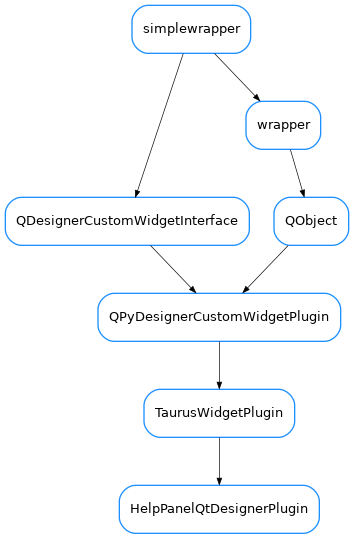 simplewrapper
wrapper
QDesignerCustomWidgetInterface
QObject
QPyDesignerCustomWidgetPlugin
TaurusWidgetPlugin
HelpPanelQtDesignerPlugin